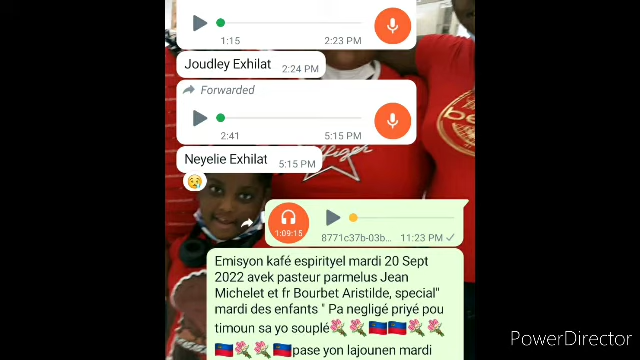 1:15 2:23 PM
Joudley Exhilat 2:24 PM
Forwarded
2:41 5:15 PM
Neyelie Exhilat 5:15 PM
1:09:15
8771c37b-03b... 11:23 PM
Emisyon kafé espirityel mardi 20 Sept
2022 avek pasteur parmelus Jean
Michelet et fr Bourbet Aristilde, special"
mardi des enfants " Pa negligé priyé pou
timoun sa yo souplé
pase yon lajounen mardi
PowerDirector